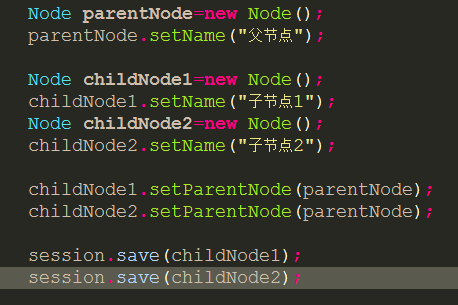 Node parentNode=new Node();
parentNode.setName("父节点");
Node childNode1=new Node();
childNode1.setName("子节点1");
Node childNode2=new Node();
childNode2.setName("子节点2");
childNode1.setParentNode(parentNode);
childNode2.setParentNode(parentNode);
session.save(childNode1);
session.save(childNode2);